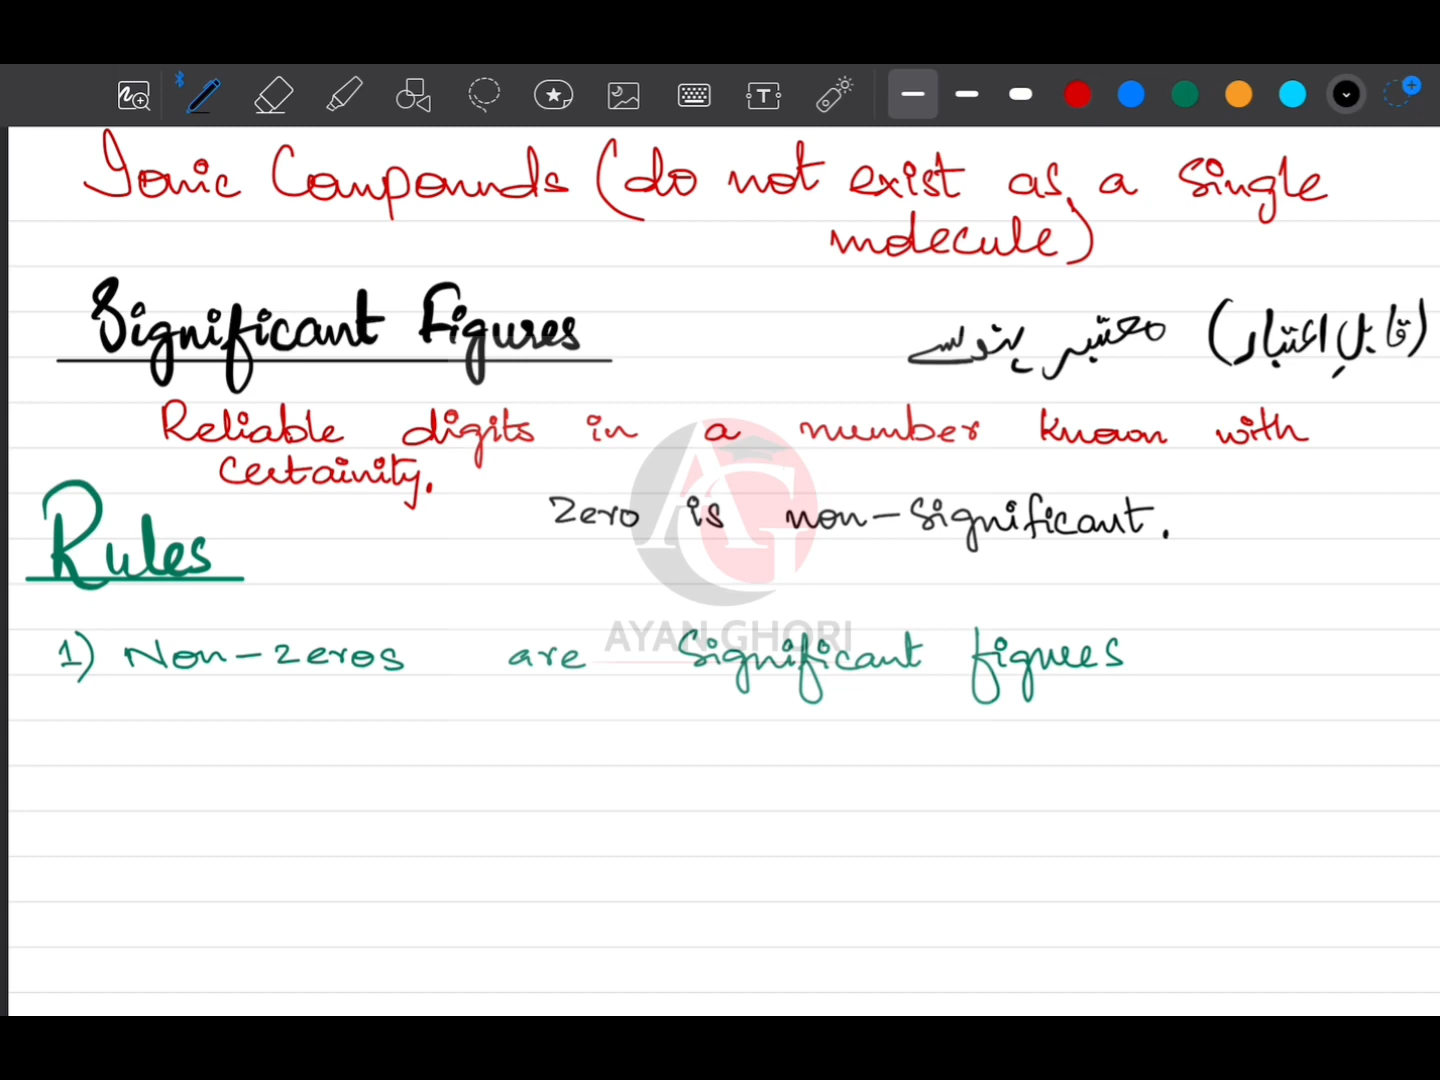 Ionic Compounds (do not exist as a single
molecule)
Significant Figures
معتبر ہندسے (قابلِ اعتبار)
Reliable digits in a number known with
certainity.
Zero is non-significant.
Rules
AYAN GHORI
1) Non-zeros are significant figures